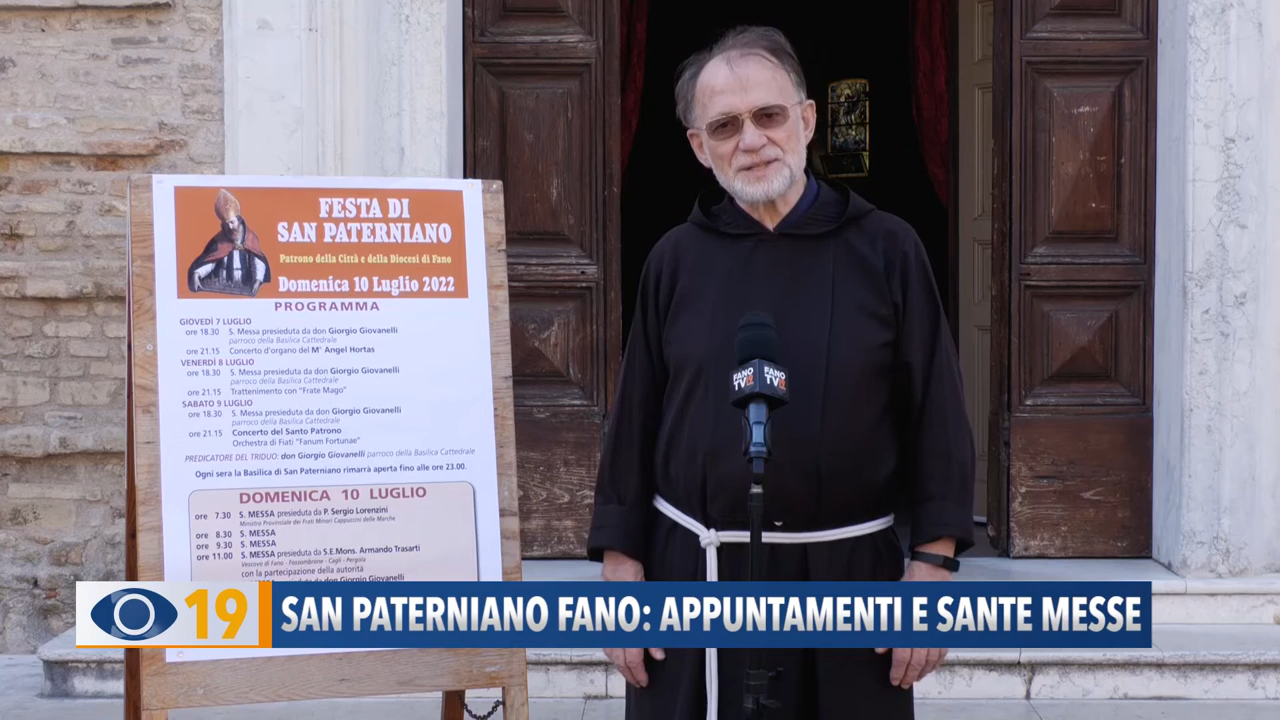 FESTA DI
SAN PATERNIANO
Patrono della Città e della Diocesi di Fano
Domenica 10 Luglio 2022
PROGRAMMA
GIOVEDÌ 7 LUGLIO
ore 18.30 S. Messa presieduta da don Giorgio Giovanelli
parroco della Basilica Cattedrale
ore 21.15 Concerto d'organo del M° Angel Hortas
VENERDÌ 8 LUGLIO
ore 18.30 S. Messa presieduta da don Giorgio Giovanelli
parroco della Basilica Cattedrale
ore 21.15 Trattenimento con "Frate Mago"
SABATO 9 LUGLIO
ore 18.30 S. Messa presieduta da don Giorgio Giovanelli
parroco della Basilica Cattedrale
ore 21.15 Concerto del Santo Patrono
Orchestra di Fiati "Fanum Fortunae"
PREDICATORE DEL TRIDUO: don Giorgio Giovanelli parroco della Basilica Cattedrale
Ogni sera la Basilica di San Paterniano rimarrà aperta fino alle ore 23.00.
DOMENICA 10 LUGLIO
ore 7.30 S. MESSA presieduta da P. Sergio Lorenzini
Ministro Provinciale dei Frati Minori Cappuccini delle Marche
ore 8.30 S. MESSA
ore 9.30 S. MESSA
ore 11.00 S. MESSA presieduta da S.E.Mons. Armando Trasarti
Vescovo di Fano - Fossombrone - Cagli - Pergola
con la partecipazione della autorità
presieduta da don Giorgio Giovanelli
FANO TV
FANO TV
19
SAN PATERNIANO FANO: APPUNTAMENTI E SANTE MESSE